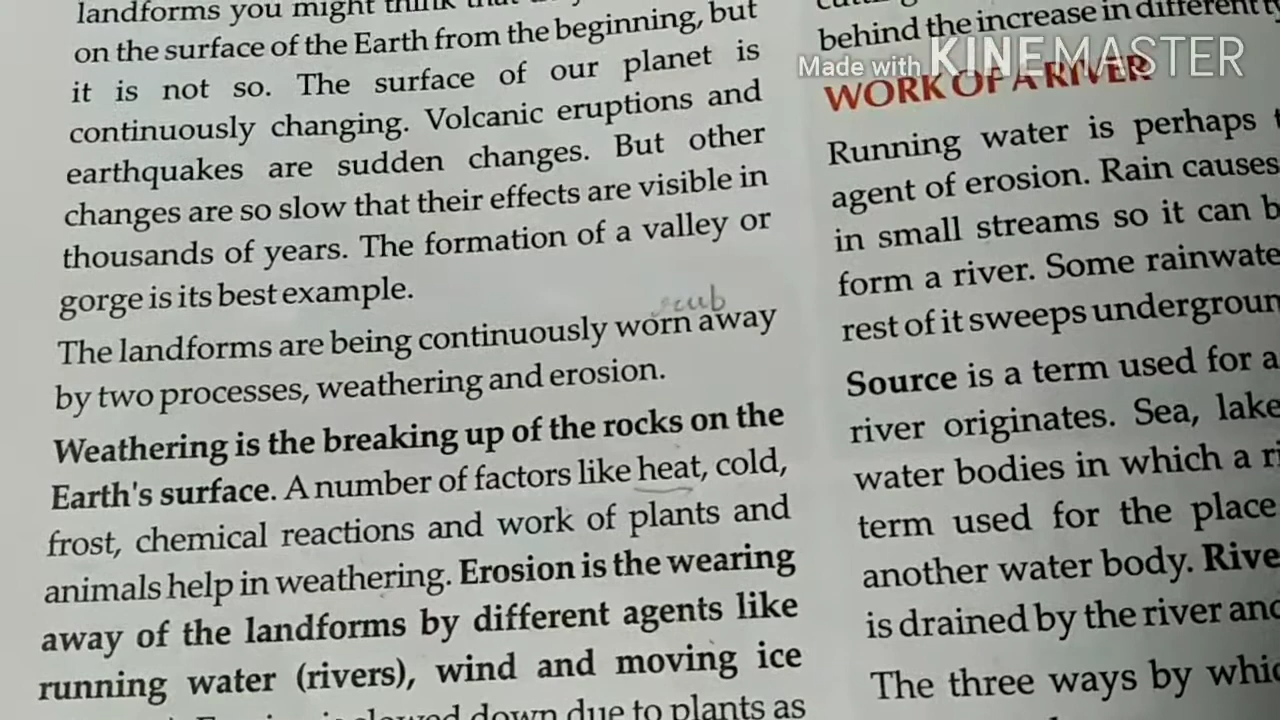 landforms you might think that
on the surface of the Earth from the beginning, but
it is not so. The surface of our planet is
continuously changing. Volcanic eruptions and
earthquakes are sudden changes. But other
changes are so slow that their effects are visible in
thousands of years. The formation of a valley or
gorge is its best example.
The landforms are being continuously worn away
by two processes, weathering and erosion.
Weathering is the breaking up of the rocks on the
Earth's surface. A number of factors like heat, cold,
frost, chemical reactions and work of plants and
animals help in weathering. Erosion is the wearing
away of the landforms by different agents like
running water (rivers), wind and moving ice
slowed down due to plants as
behind the increase in different
Made with KINEMASTER
WORK OF A RIVER
Running water is perhaps
agent of erosion. Rain causes
in small streams so it can
form a river. Some rainwate
rest of it sweeps undergroun
Source is a term used for a
river originates. Sea, lake
water bodies in which a
term used for the place
another water body. Rive
is drained by the river and
The three ways by whic